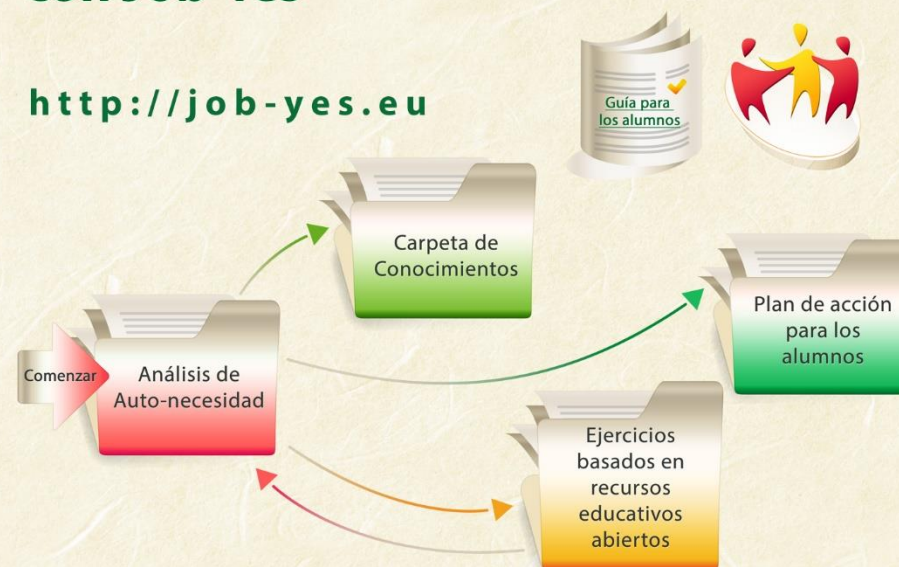 http://job-yes.eu
Guía para
los alumnos
Carpeta de
Conocimientos
Plan de acción
para los
alumnos
Comenzar
Análisis de
Auto-necesidad
Ejercicios
basados en
recursos
educativos
abiertos